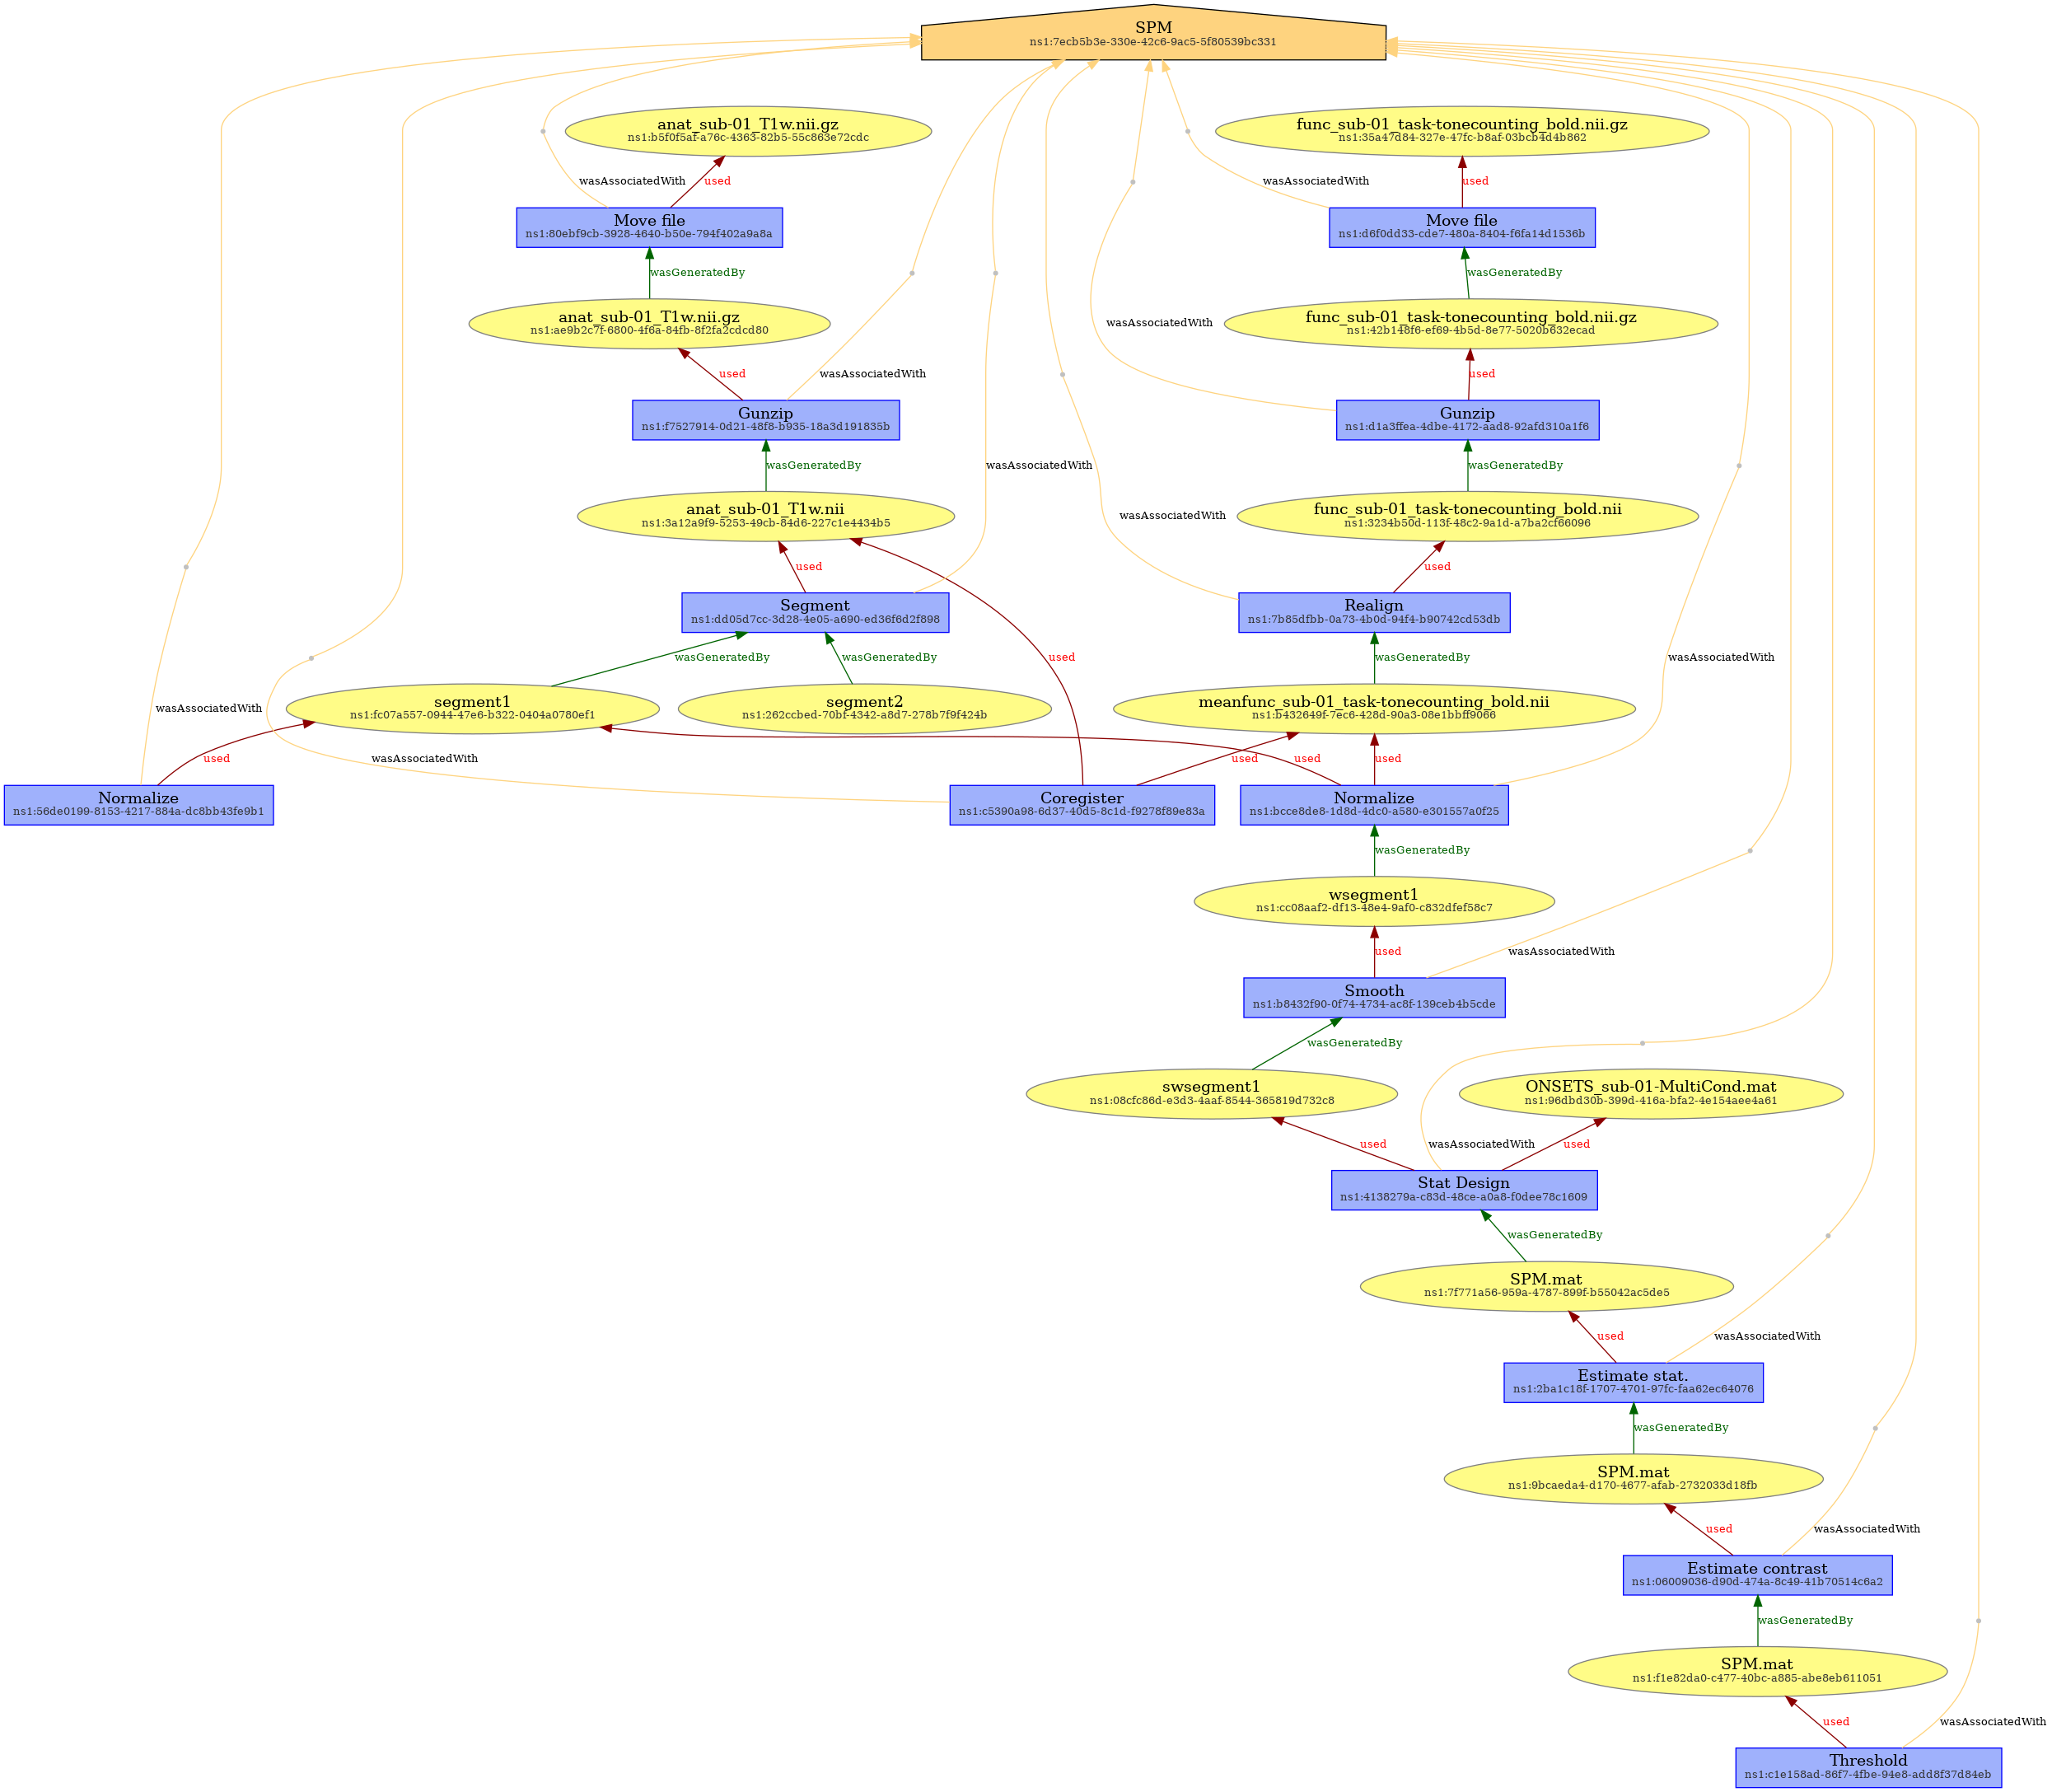 SPM
ns1:7ecb5b3e-330e-42c6-9ac5-5f80539bc331
anat_sub-01_T1w.nii.gz
ns1:b5f0f5af-a76c-4363-82b5-55c863e72cdc
func_sub-01_task-tonecounting_bold.nii.gz
ns1:35a47d84-327e-47fc-b8af-03bcb4d4b862
wasAssociatedWith
used
wasAssociatedWith
used
Move file
ns1:80ebf9cb-3928-4640-b50e-794f402a9a8a
Move file
ns1:d6f0dd33-cde7-480a-8404-f6fa14d1536b
wasGeneratedBy
wasGeneratedBy
anat_sub-01_T1w.nii.gz
ns1:ae9b2c7f-6800-4f6a-84fb-8f2fa2cdcd80
func_sub-01_task-tonecounting_bold.nii.gz
ns1:42b148f6-ef69-4b5d-8e77-5020b632ecad
wasAssociatedWith
used
wasAssociatedWith
used
Gunzip
ns1:f7527914-0d21-48f8-b935-18a3d191835b
Gunzip
ns1:d1a3ffea-4dbe-4172-aad8-92afd310a1f6
wasGeneratedBy
wasAssociatedWith
wasGeneratedBy
anat_sub-01_T1w.nii
ns1:3a12a9f9-5253-49cb-84d6-227c1e4434b5
wasAssociatedWith
func_sub-01_task-tonecounting_bold.nii
ns1:3234b50d-113f-48c2-9a1d-a7ba2cf66096
used
used
Segment
ns1:dd05d7cc-3d28-4e05-a690-ed36f6d2f898
Realign
ns1:7b85dfbb-0a73-4b0d-94f4-b90742cd53db
wasGeneratedBy
wasGeneratedBy
used
wasGeneratedBy
wasAssociatedWith
wasAssociatedWith
segment1
ns1:fc07a557-0944-47e6-b322-0404a0780ef1
segment2
ns1:262ccbed-70bf-4342-a8d7-278b7f9f424b
meanfunc_sub-01_task-tonecounting_bold.nii
ns1:b432649f-7ec6-428d-90a3-08e1bbff9066
used
wasAssociatedWith
used
used
used
Normalize
ns1:56de0199-8153-4217-884a-dc8bb43fe9b1
Coregister
ns1:c5390a98-6d37-40d5-8c1d-f9278f89e83a
Normalize
ns1:bcce8de8-1d8d-4dc0-a580-e301557a0f25
wasGeneratedBy
wsegment1
ns1:cc08aaf2-df13-48e4-9af0-c832dfef58c7
used
wasAssociatedWith
Smooth
ns1:b8432f90-0f74-4734-ac8f-139ceb4b5cde
wasGeneratedBy
swsegment1
ns1:08cfc86d-e3d3-4aaf-8544-365819d732c8
ONSETS_sub-01-MultiCond.mat
ns1:96dbd30b-399d-416a-bfa2-4e154aee4a61
used
wasAssociatedWith
used
Stat Design
ns1:4138279a-c83d-48ce-a0a8-f0dee78c1609
wasGeneratedBy
SPM.mat
ns1:7f771a56-959a-4787-899f-b55042ac5de5
used
wasAssociatedWith
Estimate stat.
ns1:2ba1c18f-1707-4701-97fc-faa62ec64076
wasGeneratedBy
SPM.mat
ns1:9bcaeda4-d170-4677-afab-2732033d18fb
used
wasAssociatedWith
Estimate contrast
ns1:06009036-d90d-474a-8c49-41b70514c6a2
wasGeneratedBy
SPM.mat
ns1:f1e82da0-c477-40bc-a885-abe8eb611051
used
wasAssociatedWith
Threshold
ns1:c1e158ad-86f7-4fbe-94e8-add8f37d84eb